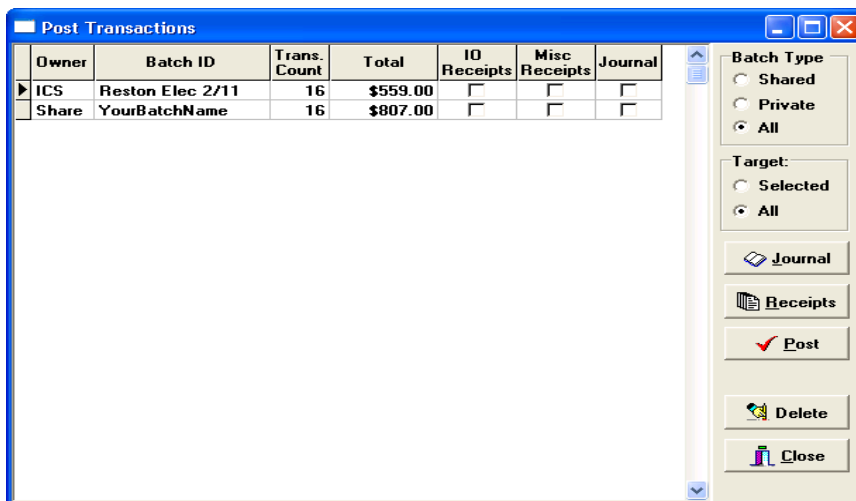 Post Transactions
Owner Batch ID Trans. Count Total IO Receipts Misc Receipts Journal
ICS Reston Elec 2/11 16 $559.00
Share YourBatchName 16 $807.00
Batch Type
Shared
Private
All
Target:
Selected
All
Journal
Receipts
Post
Delete
Close